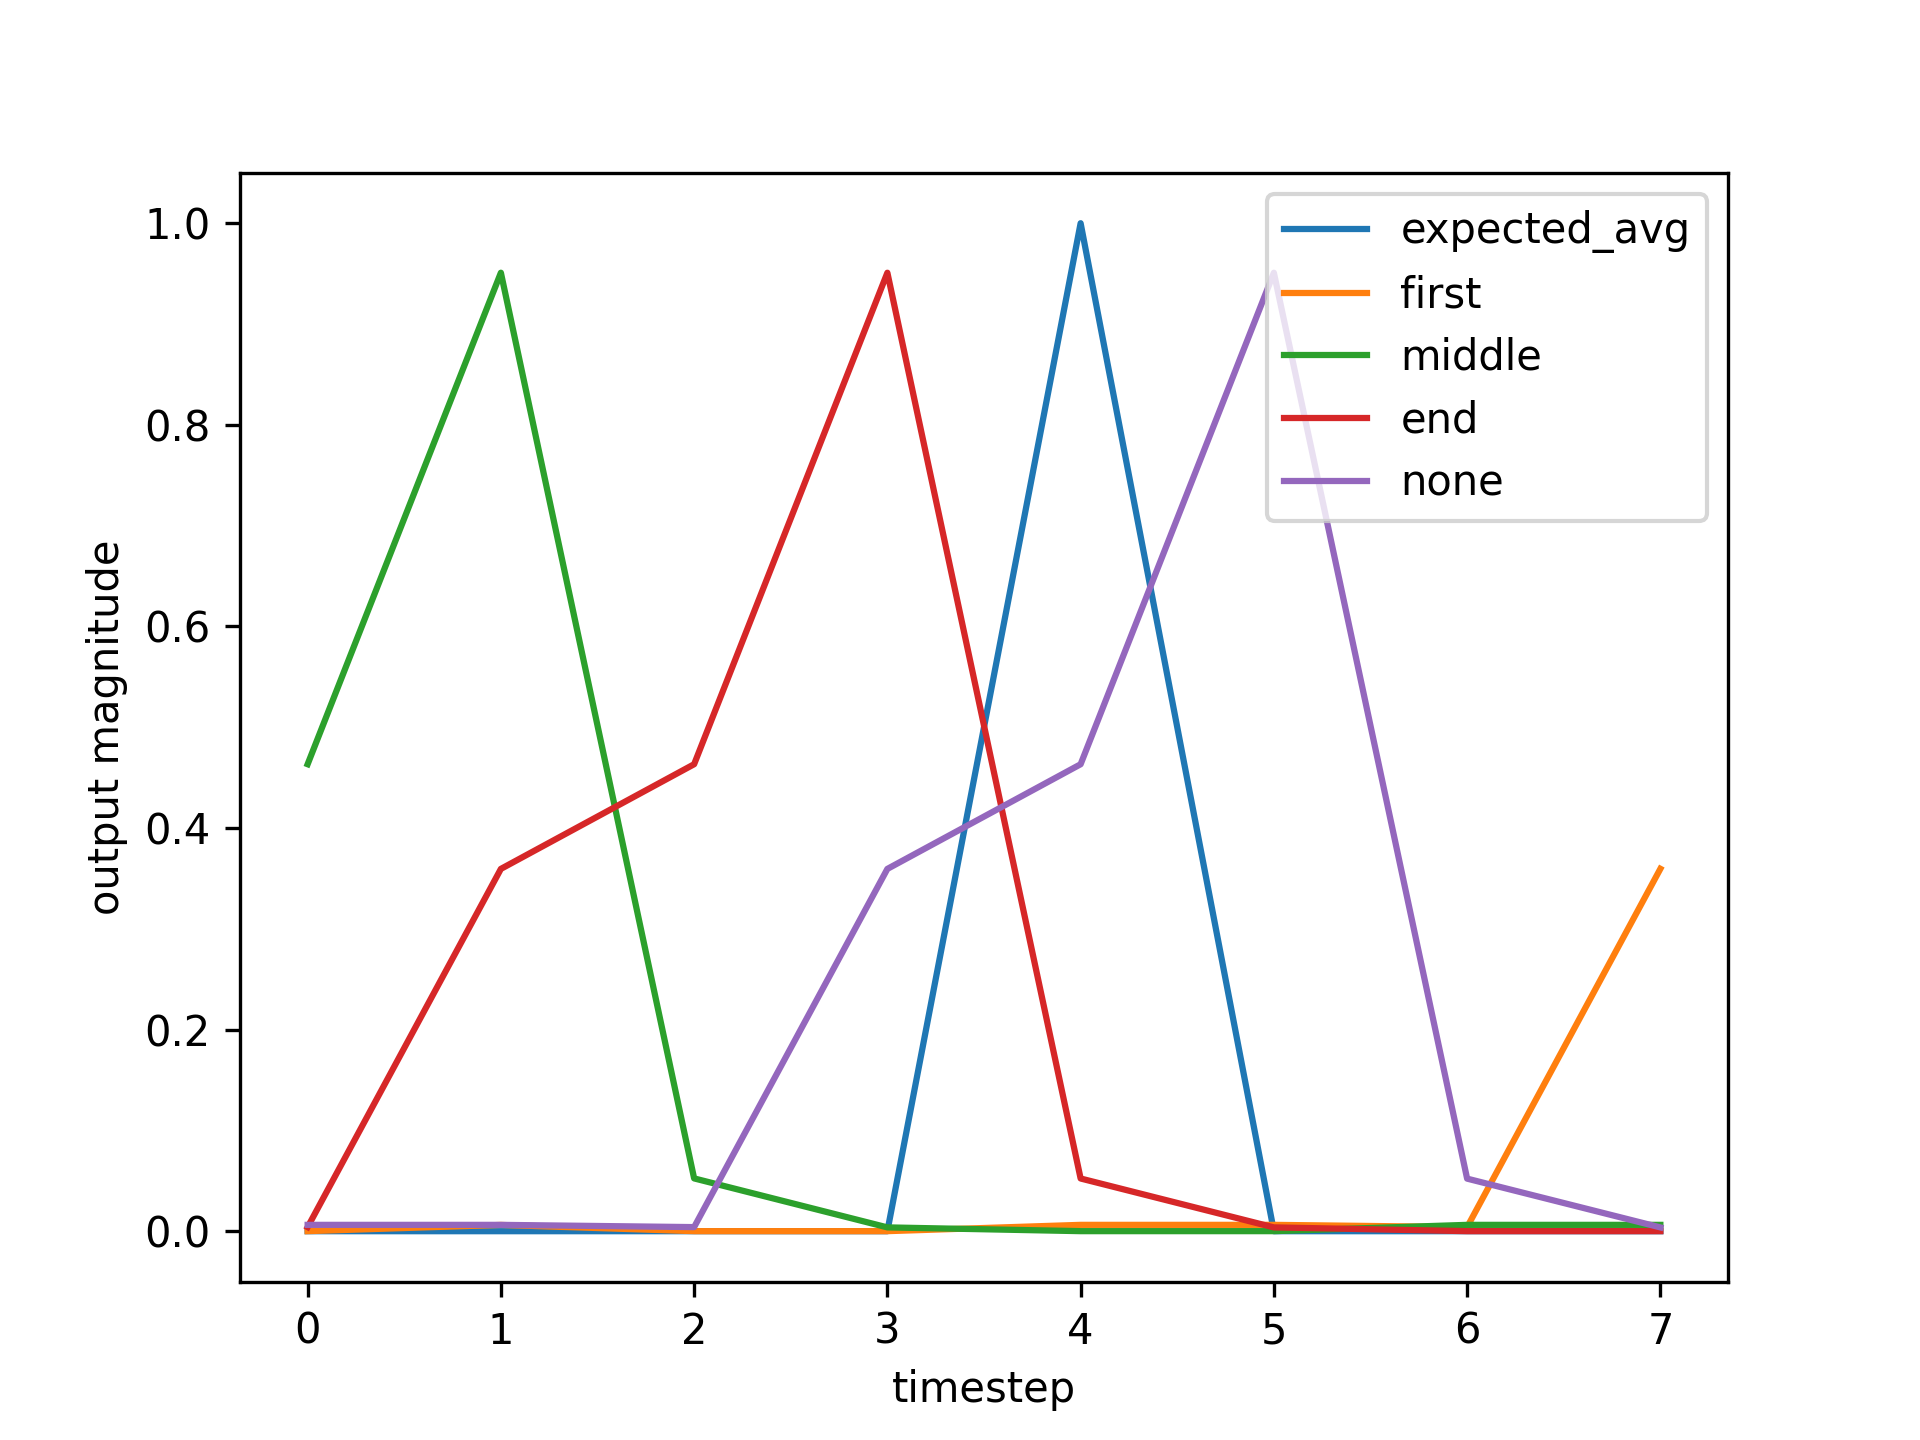 1.0
0.8
0.6
0.4
0.2
0.0
output magnitude
0 1 2 3 4 5 6 7
timestep
expected_avg
first
middle
end
none